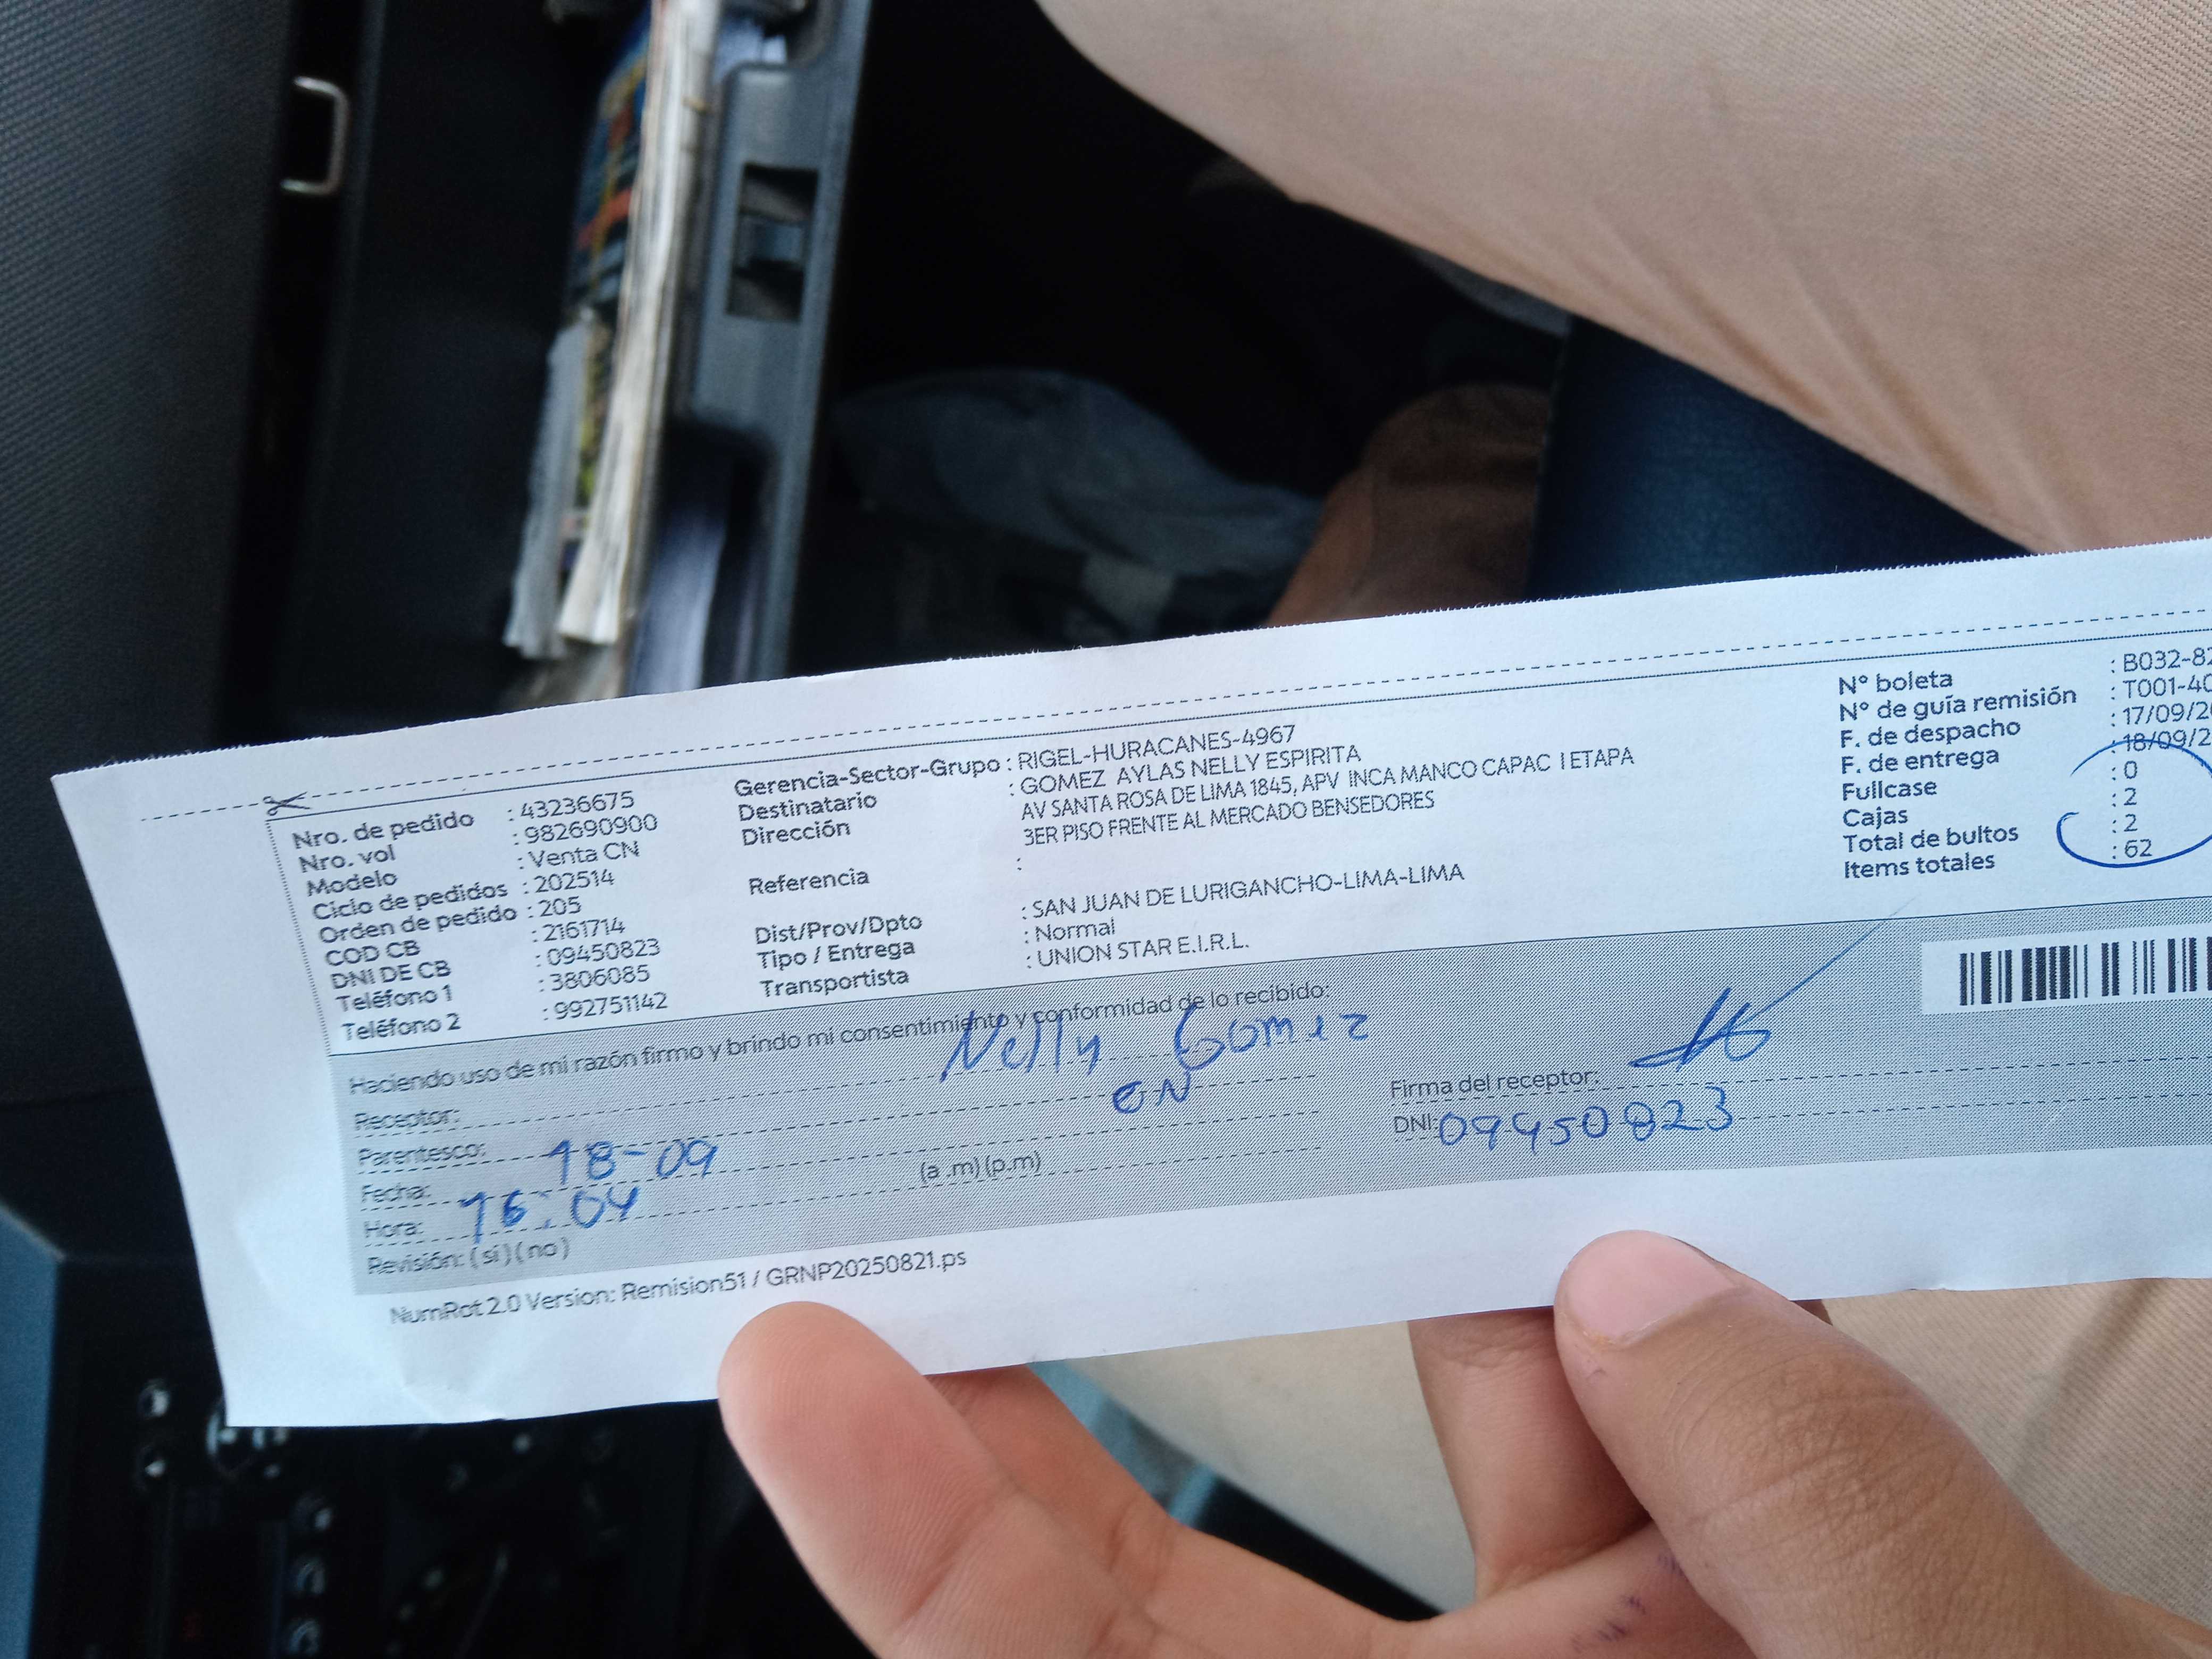 Nro. de pedido : 43236675
Nro. vol : 982690900
Modelo : Venta CN
Ciclo de pedidos : 202514
Orden de pedido : 205
COD CB : 2161714
DNI DE CB : 09450823
Teléfono 1 : 3806085
Teléfono 2 : 992751142
Gerencia-Sector-Grupo : RIGEL-HURACANES-4967
Destinatario : GOMEZ AYLAS NELLY ESPIRITA
Dirección AV SANTA ROSA DE LIMA 1845, APV INCA MANCO CAPAC I ETAPA
3ER PISO FRENTE AL MERCADO BENSEDORES
Referencia :
Dist/Prov/Dpto : SAN JUAN DE LURIGANCHO-LIMA-LIMA
Tipo / Entrega : Normal
Transportista : UNION STAR E.I.R.L.
N° boleta : B032-82
N° de guía remisión : T001-40
F. de despacho : 17/09/2
F. de entrega : 18/09/2
Fullcase : 0
Cajas : 2
Total de bultos : 2
Items totales : 62
Haciendo uso de mi razón firmo y brindo mi consentimiento y conformidad de lo recibido:
Receptor: Nelly Gomez
Parentesco: CN
Fecha: 18-09
Hora: 16:04 (a .m) (p.m)
Revisión: (si) (no)
Firma del receptor:
DNI: 09450823
NumRot 2.0 Version: Remision51 / GRNP20250821.ps